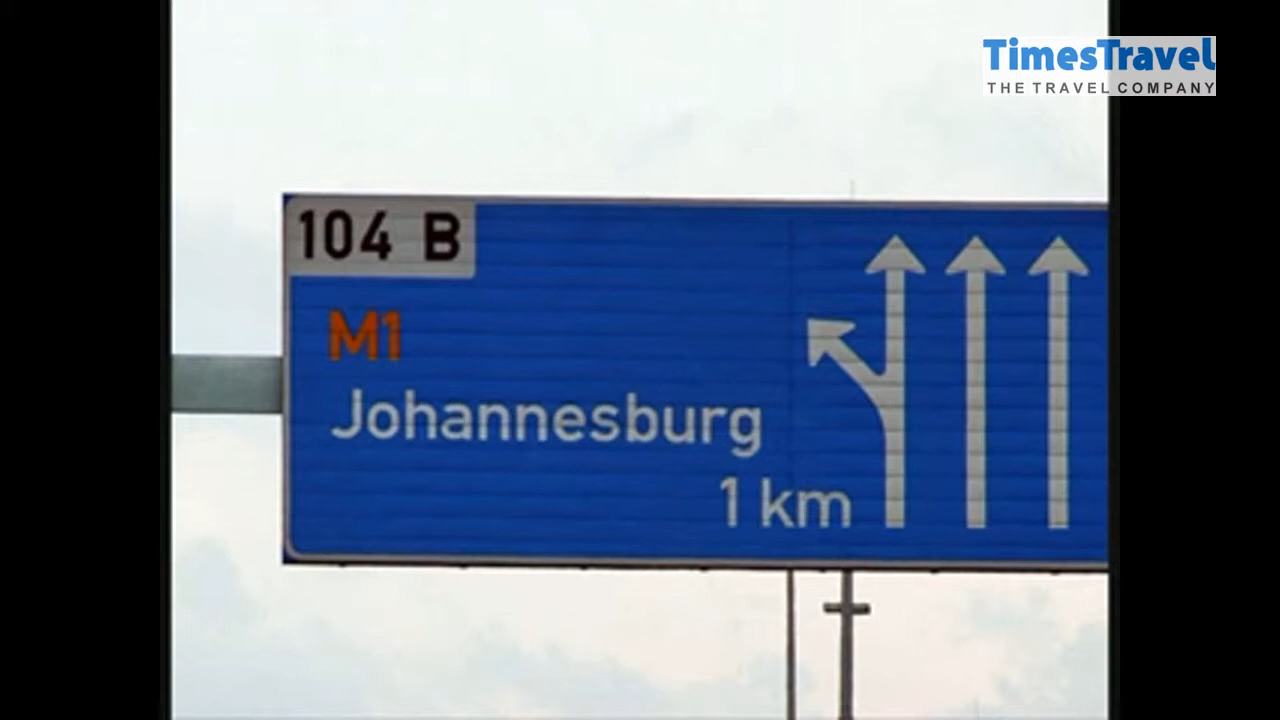 TimesTravel
THE TRAVEL COMPANY
104 B
M1
Johannesburg
1 km